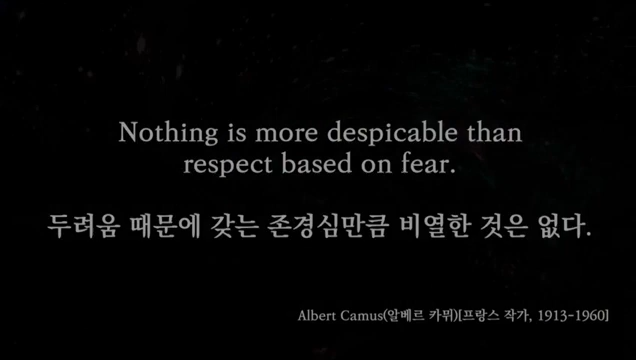 Nothing is more despicable than
respect based on fear.
두려움 때문에 갖는 존경심만큼 비열한 것은 없다.
Albert Camus(알베르 카뮈)[프랑스 작가, 1913-1960]